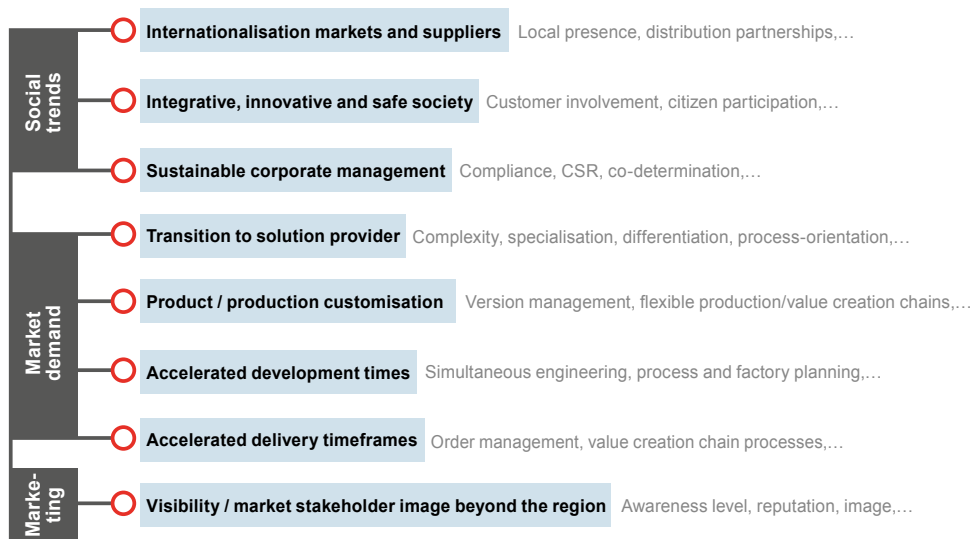 Social
trends
Internationalisation markets and suppliers Local presence, distribution partnerships,…
Integrative, innovative and safe society Customer involvement, citizen participation,…
Sustainable corporate management Compliance, CSR, co-determination,…
Market
demand
Transition to solution provider Complexity, specialisation, differentiation, process-orientation,…
Product / production customisation Version management, flexible production/value creation chains,…
Accelerated development times Simultaneous engineering, process and factory planning,…
Accelerated delivery timeframes Order management, value creation chain processes,…
Marke-
ting
Visibility / market stakeholder image beyond the region Awareness level, reputation, image,…